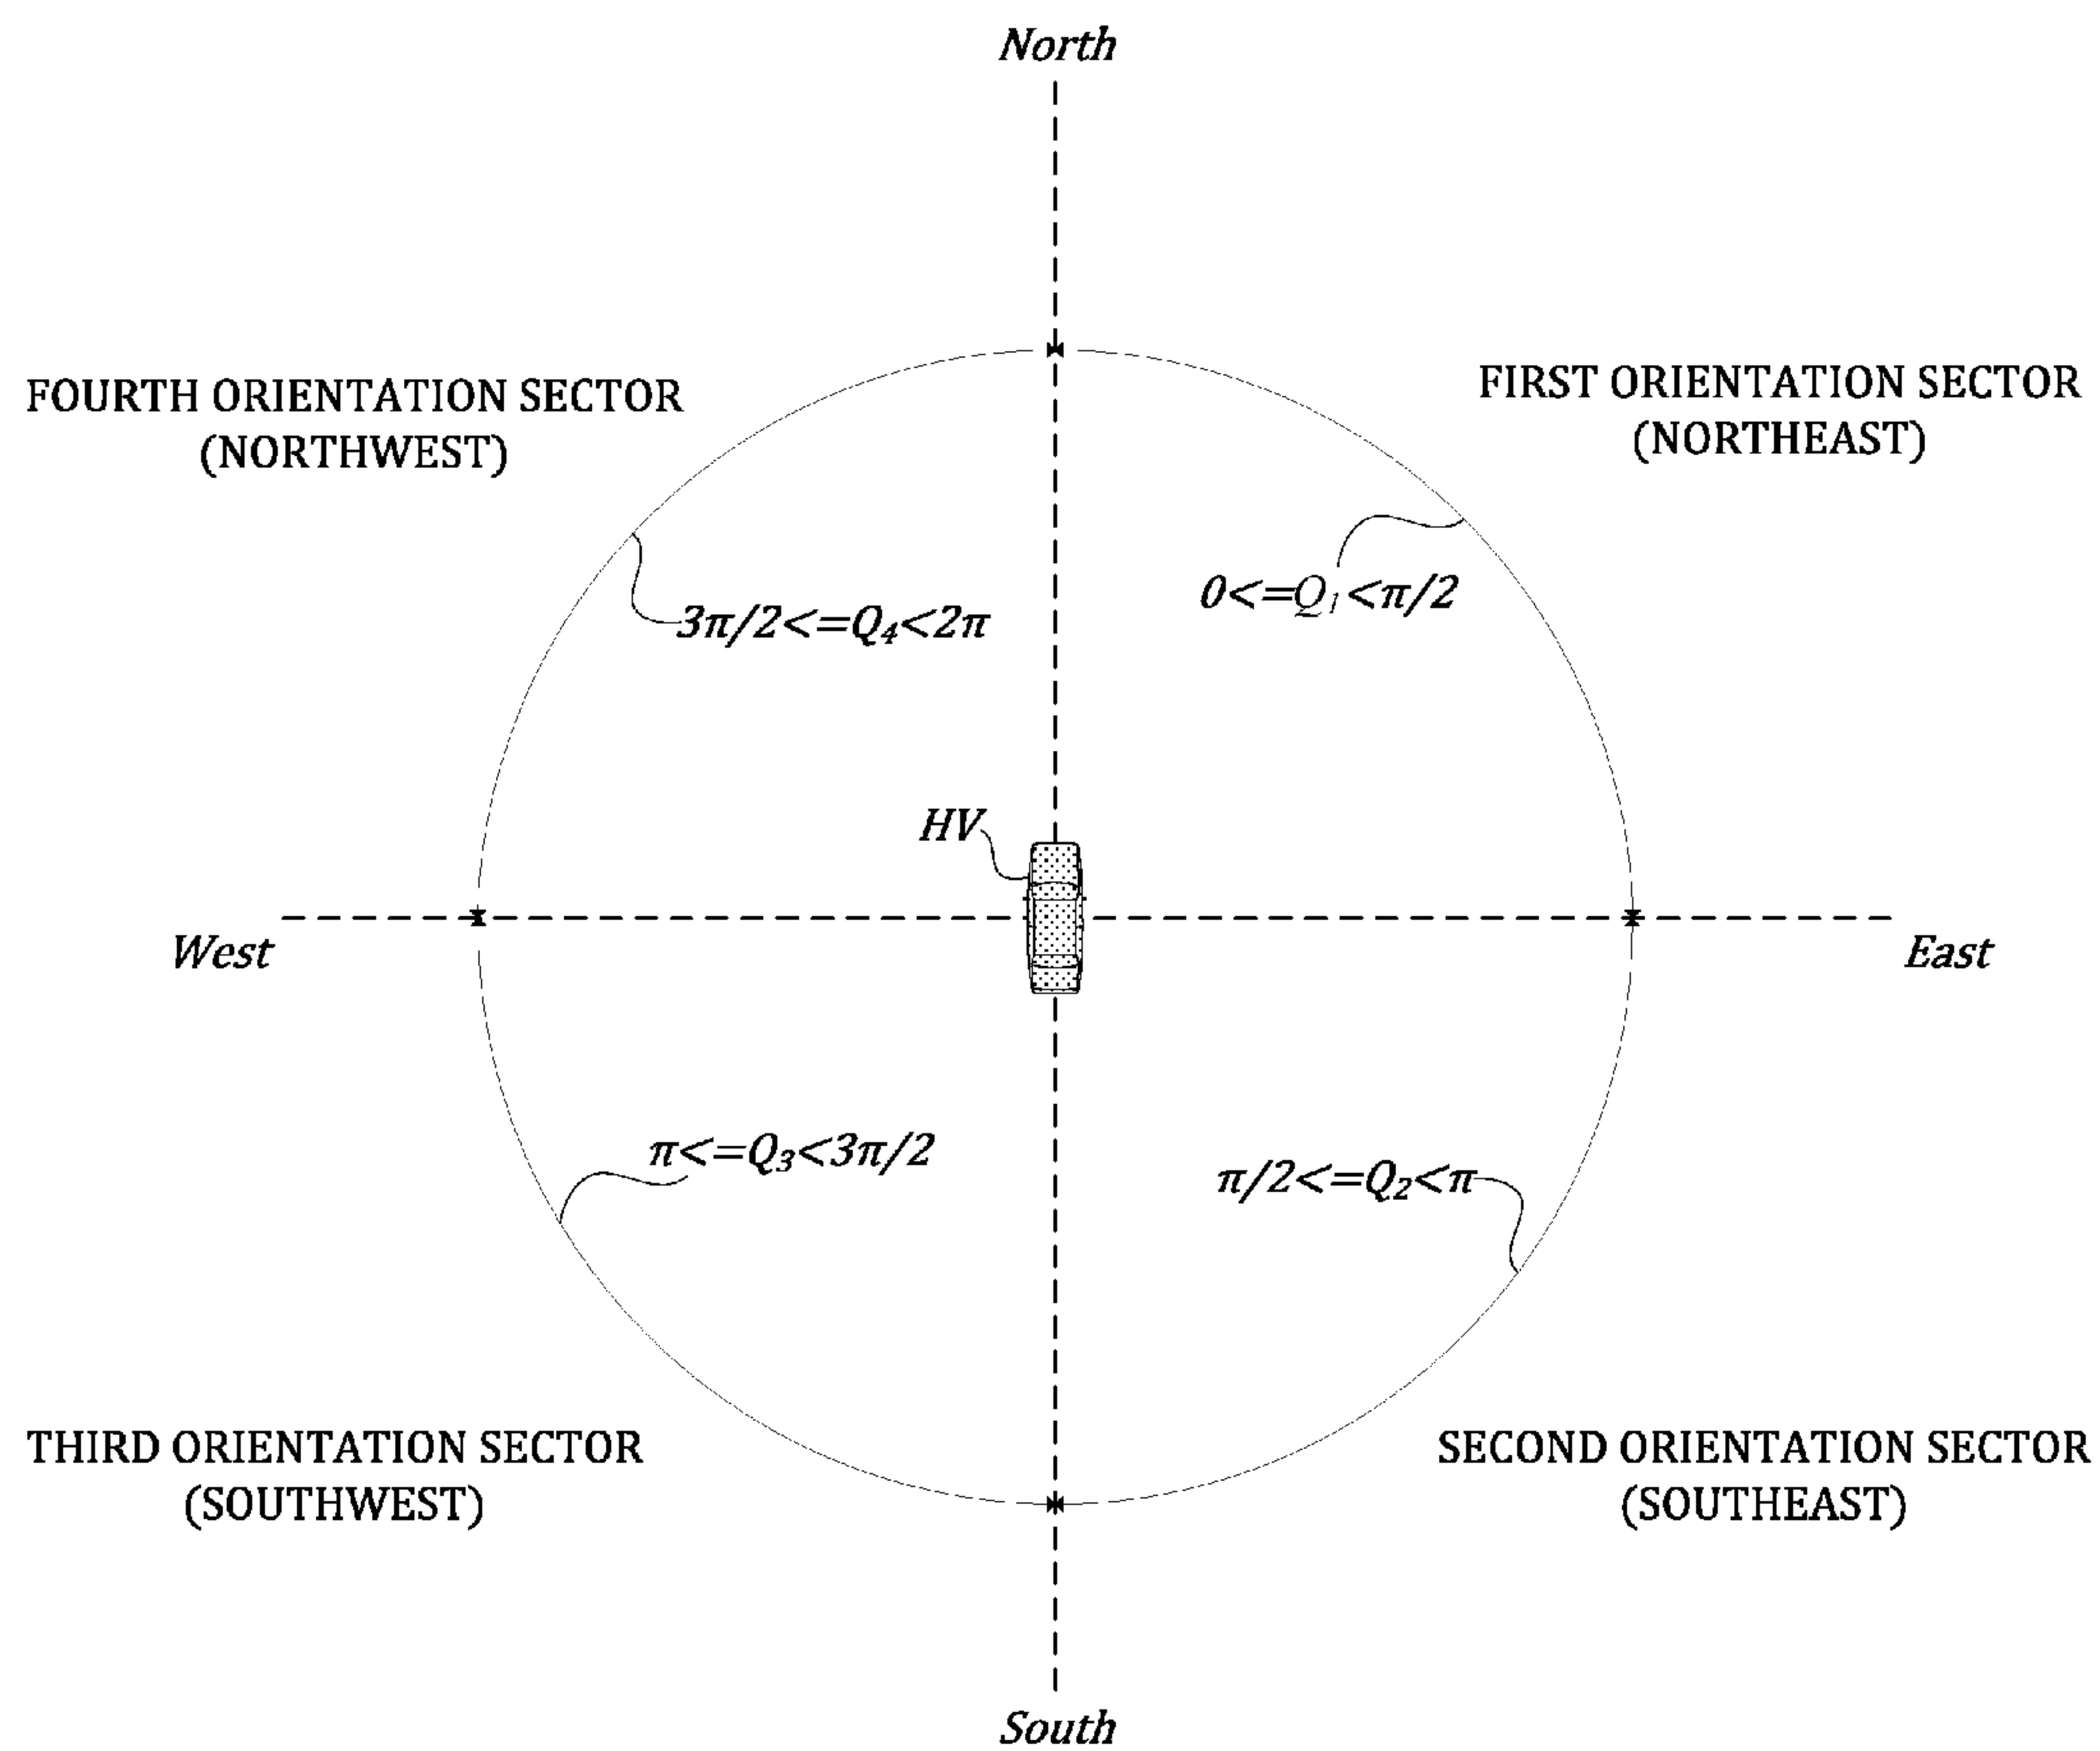 North
FOURTH ORIENTATION SECTOR
(NORTHWEST)
FIRST ORIENTATION SECTOR
(NORTHEAST)
3π/2<=Q₄<2π
0<=Q₁<π/2
HV
West
East
π<=Q₃<3π/2
π/2<=Q₂<π
THIRD ORIENTATION SECTOR
(SOUTHWEST)
SECOND ORIENTATION SECTOR
(SOUTHEAST)
South